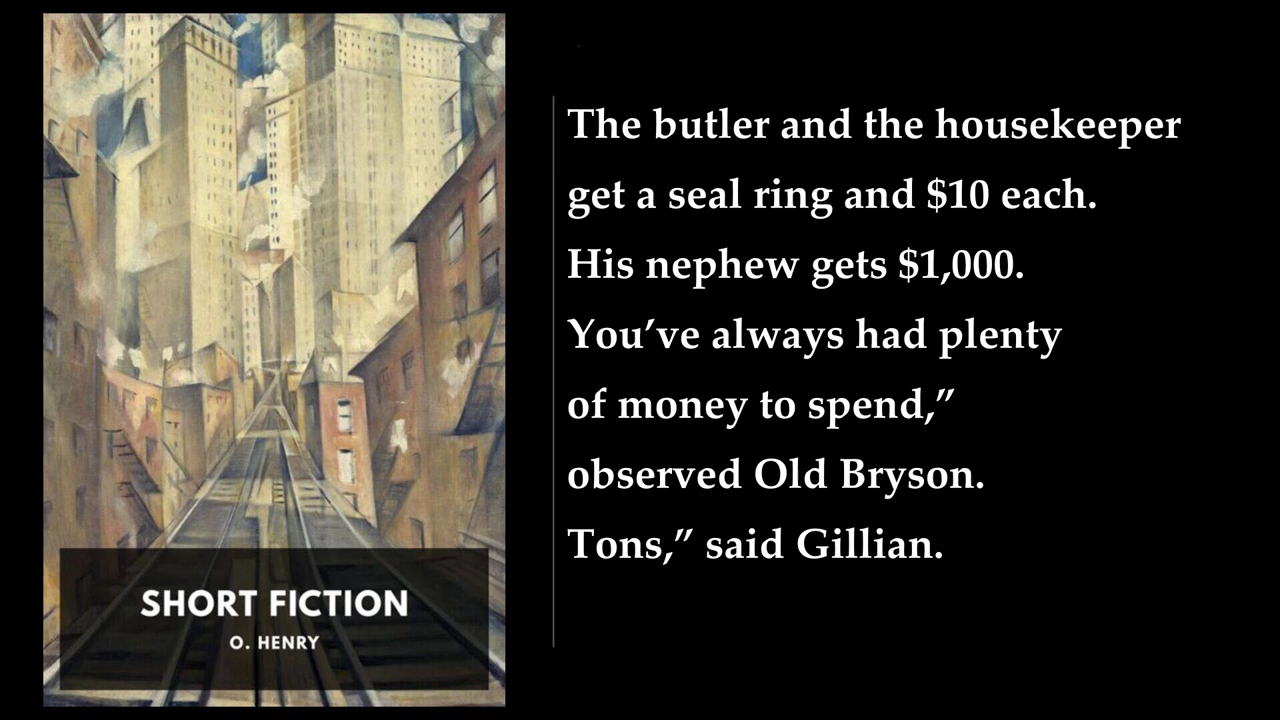 The butler and the housekeeper
get a seal ring and $10 each.
His nephew gets $1,000.
You’ve always had plenty
of money to spend,”
observed Old Bryson.
Tons,” said Gillian.
SHORT FICTION
O. HENRY